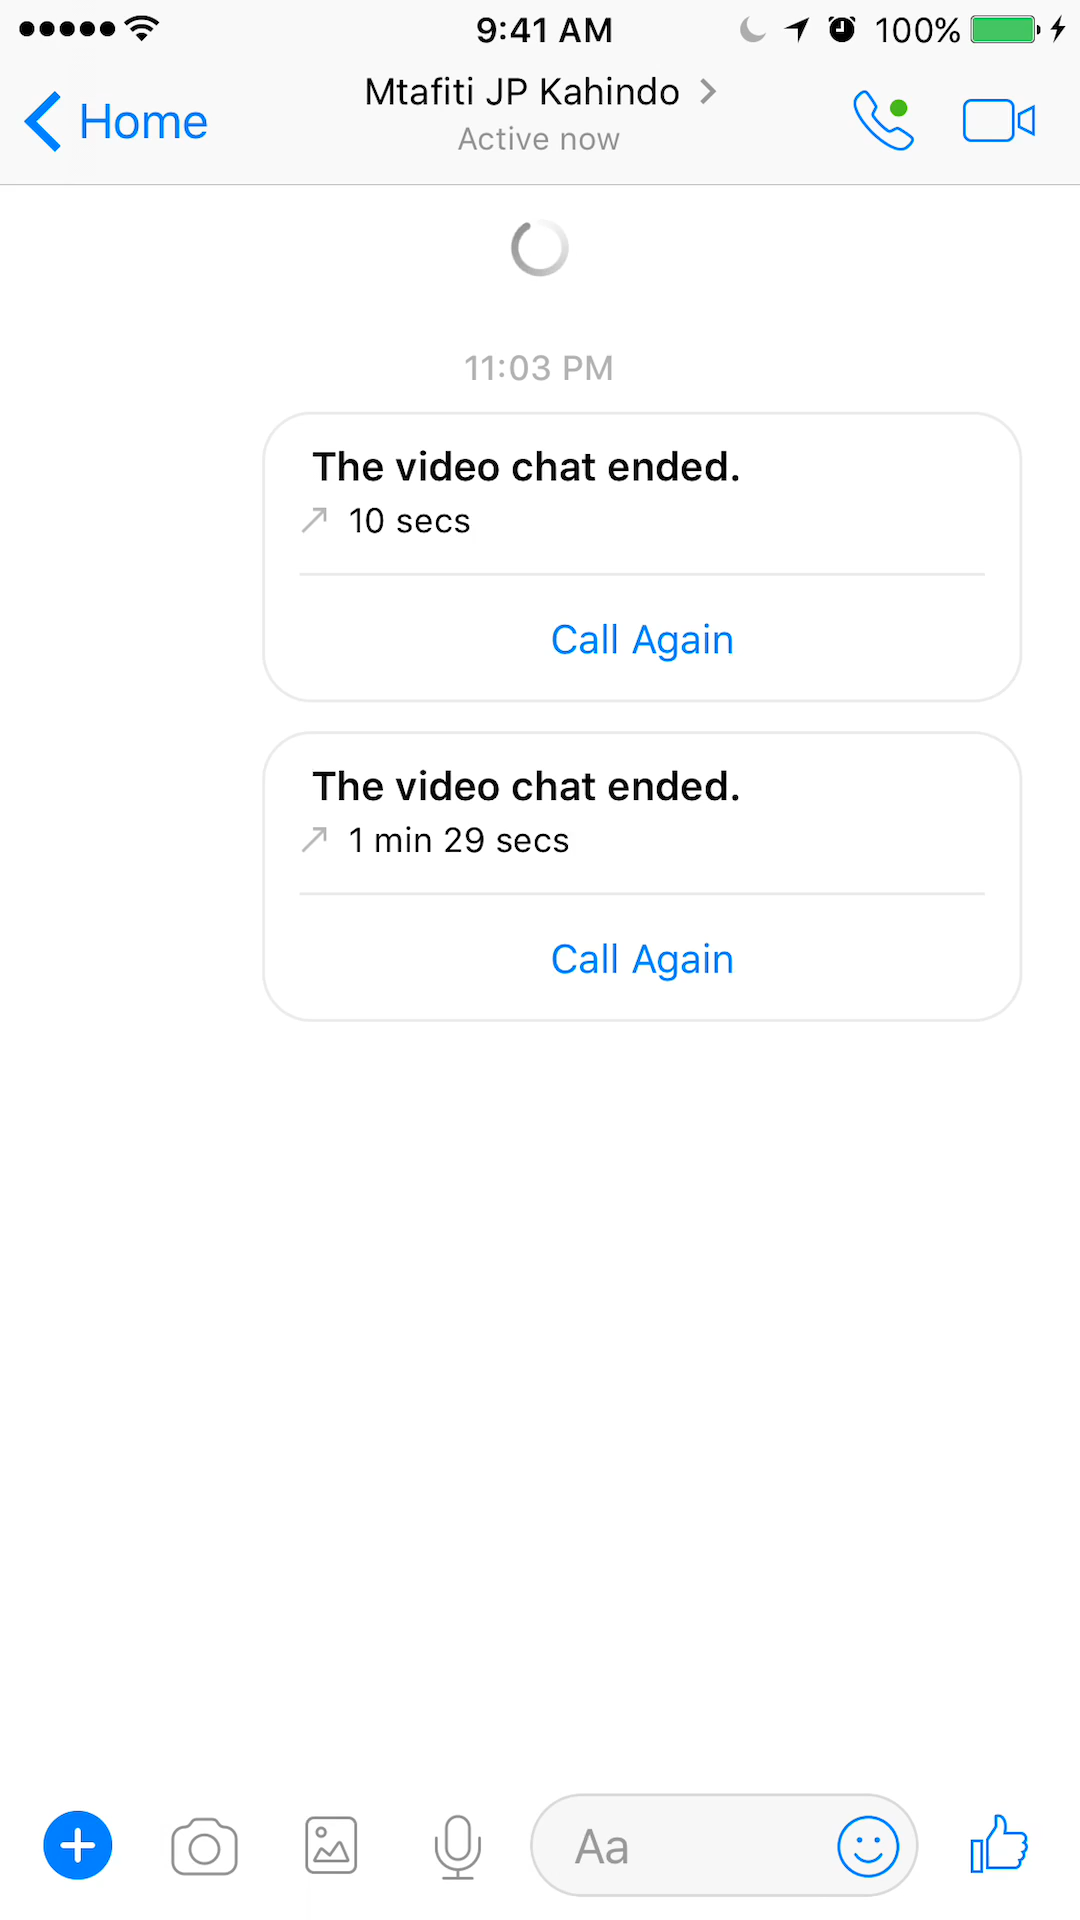 9:41 AM
100%
Home
Mtafiti JP Kahindo
Active now
11:03 PM
The video chat ended.
10 secs
Call Again
The video chat ended.
1 min 29 secs
Call Again
Aa